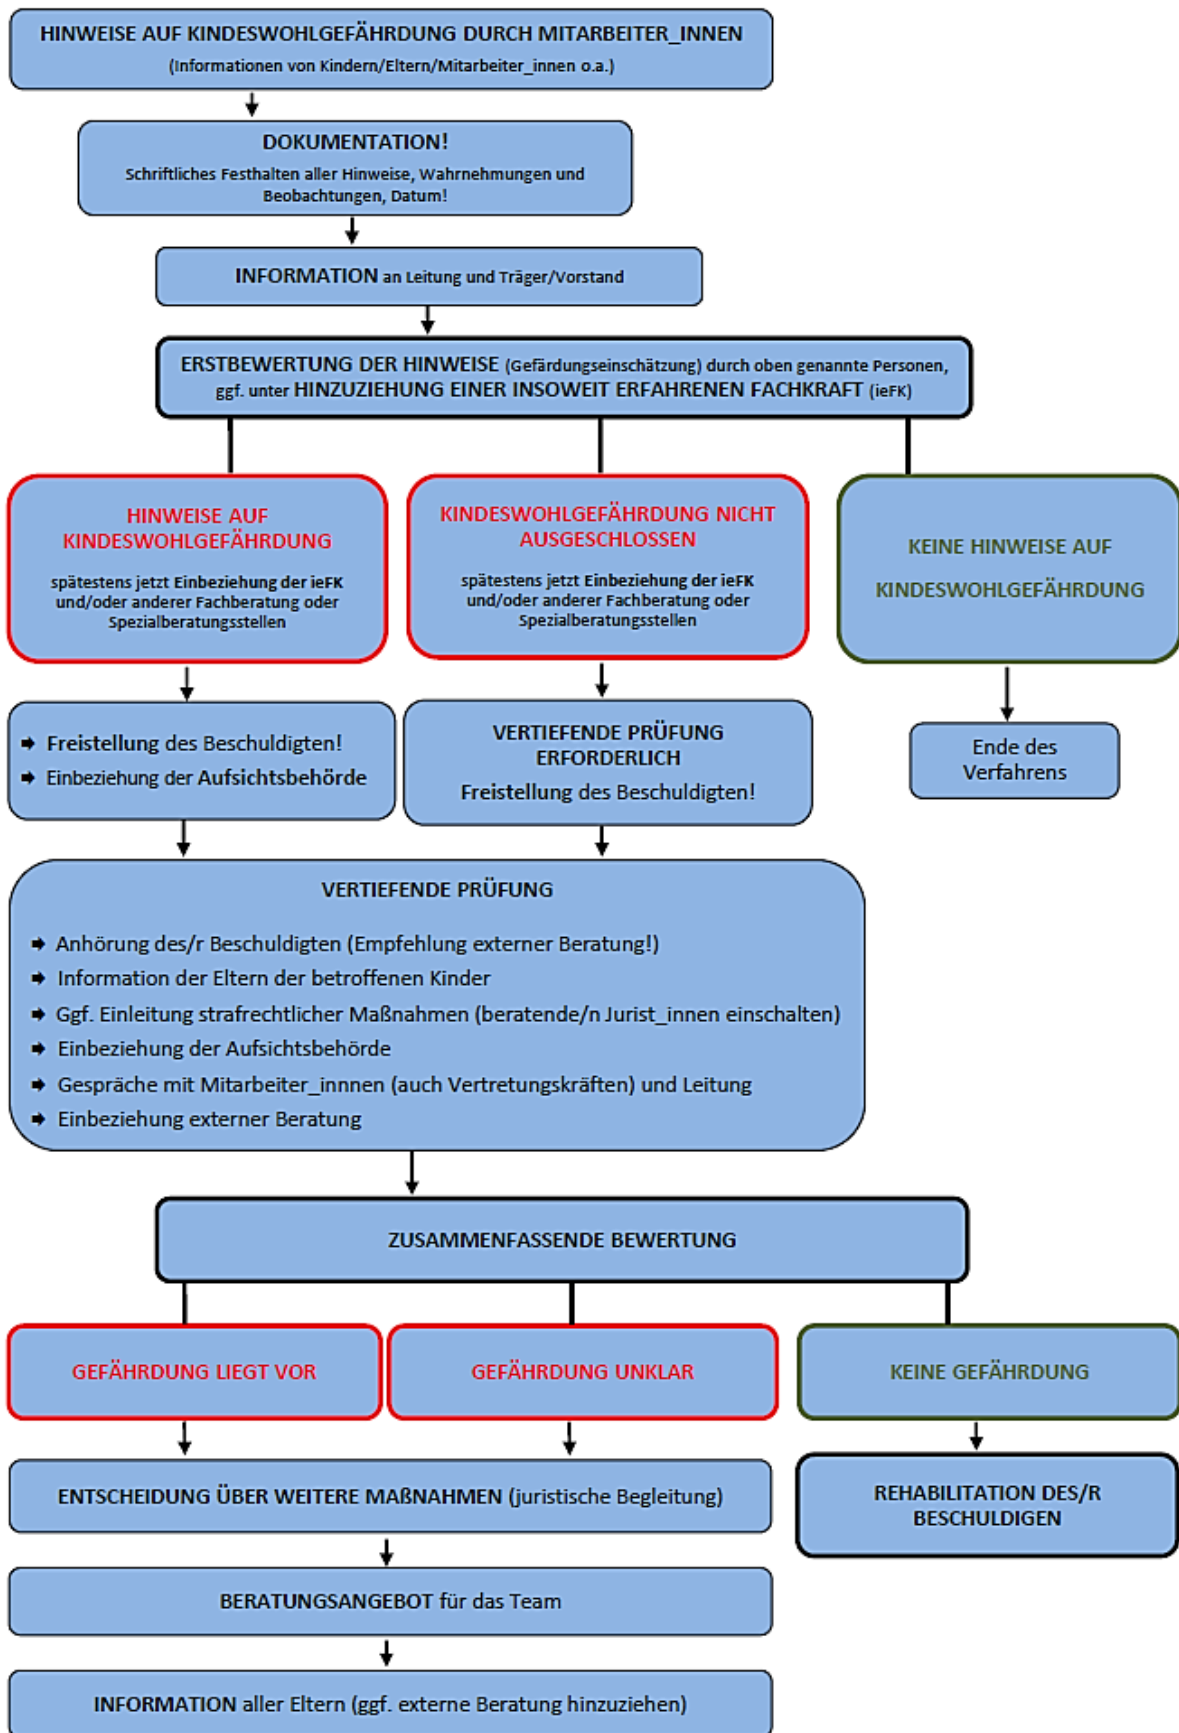 HINWEISE AUF KINDESWOHLGEFÄHRDUNG DURCH MITARBEITER_INNEN
(Informationen von Kindern/Eltern/Mitarbeiter_innen o.a.)
DOKUMENTATION!
Schriftliches Festhalten aller Hinweise, Wahrnehmungen und
Beobachtungen, Datum!
INFORMATION an Leitung und Träger/Vorstand
ERSTBEWERTUNG DER HINWEISE (Gefärdungseinschätzung) durch oben genannte Personen,
ggf. unter HINZUZIEHUNG EINER INSOWEIT ERFAHRENEN FACHKRAFT (ieFK)
HINWEISE AUF
KINDESWOHLGEFÄHRDUNG
spätestens jetzt Einbeziehung der ieFK
und/oder anderer Fachberatung oder
Spezialberatungsstellen
KINDESWOHLGEFÄHRDUNG NICHT
AUSGESCHLOSSEN
spätestens jetzt Einbeziehung der ieFK
und/oder anderer Fachberatung oder
Spezialberatungsstellen
KEINE HINWEISE AUF
KINDESWOHLGEFÄHRDUNG
➡ Freistellung des Beschuldigten!
➡ Einbeziehung der Aufsichtsbehörde
VERTIEFENDE PRÜFUNG
ERFORDERLICH
Freistellung des Beschuldigten!
Ende des
Verfahrens
VERTIEFENDE PRÜFUNG
➡ Anhörung des/r Beschuldigten (Empfehlung externer Beratung!)
➡ Information der Eltern der betroffenen Kinder
➡ Ggf. Einleitung strafrechtlicher Maßnahmen (beratende/n Jurist_innen einschalten)
➡ Einbeziehung der Aufsichtsbehörde
➡ Gespräche mit Mitarbeiter_innnen (auch Vertretungskräften) und Leitung
➡ Einbeziehung externer Beratung
ZUSAMMENFASSENDE BEWERTUNG
GEFÄHRDUNG LIEGT VOR
GEFÄHRDUNG UNKLAR
KEINE GEFÄHRDUNG
ENTSCHEIDUNG ÜBER WEITERE MAßNAHMEN (juristische Begleitung)
REHABILITATION DES/R
BESCHULDIGEN
BERATUNGSANGEBOT für das Team
INFORMATION aller Eltern (ggf. externe Beratung hinzuziehen)